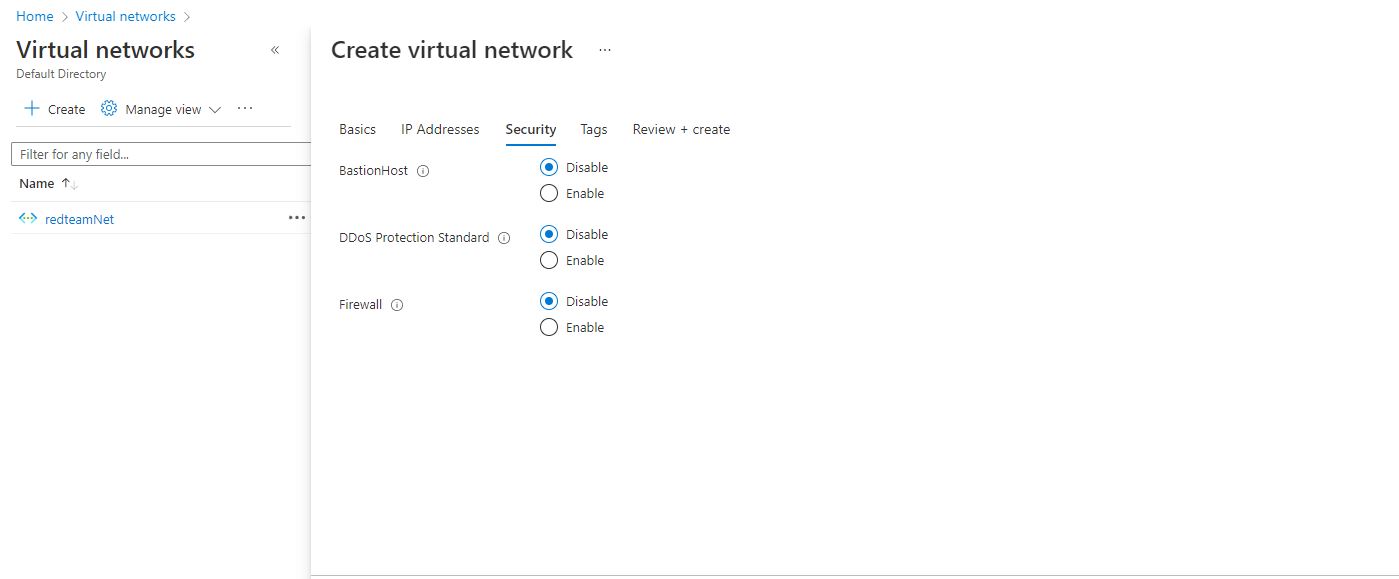 Home > Virtual networks >
Virtual networks «
Default Directory
+ Create Manage view ...
Filter for any field...
Name ↑↓
redteamNet ...
Create virtual network ...
Basics IP Addresses Security Tags Review + create
BastionHost Disable
Enable
DDoS Protection Standard Disable
Enable
Firewall Disable
Enable